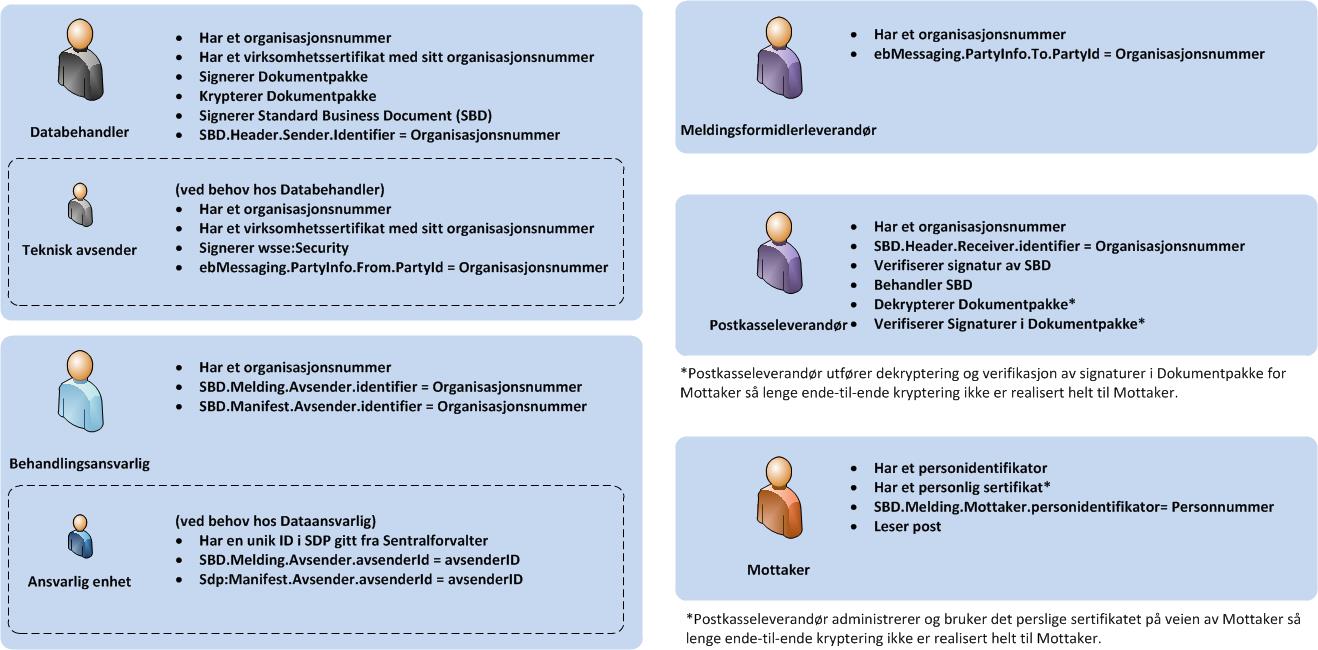 • Har et organisasjonsnummer
• Har et virksomhetssertifikat med sitt organisasjonsnummer
• Signerer Dokumentpakke
• Krypterer Dokumentpakke
• Signerer Standard Business Document (SBD)
• SBD.Header.Sender.Identifier = Organisasjonsnummer
Databehandler
(ved behov hos Databehandler)
• Har et organisasjonsnummer
• Har et virksomhetssertifikat med sitt organisasjonsnummer
• Signerer wsse:Security
• ebMessaging.PartyInfo.From.PartyId = Organisasjonsnummer
Teknisk avsender
• Har et organisasjonsnummer
• SBD.Melding.Avsender.identifier = Organisasjonsnummer
• SBD.Manifest.Avsender.identifier = Organisasjonsnummer
Behandlingsansvarlig
(ved behov hos Dataansvarlig)
• Har en unik ID i SDP gitt fra Sentralforvalter
• SBD.Melding.Avsender.avsenderId = avsenderID
• Sdp:Manifest.Avsender.avsenderId = avsenderID
Ansvarlig enhet
• Har et organisasjonsnummer
• ebMessaging.PartyInfo.To.PartyId = Organisasjonsnummer
Meldingsformidlerleverandør
• Har et organisasjonsnummer
• SBD.Header.Receiver.identifier = Organisasjonsnummer
• Verifiserer signatur av SBD
• Behandler SBD
• Dekrypterer Dokumentpakke*
• Verifiserer Signaturer i Dokumentpakke*
Postkasseleverandør
*Postkasseleverandør utfører dekryptering og verifikasjon av signaturer i Dokumentpakke for
Mottaker så lenge ende-til-ende kryptering ikke er realisert helt til Mottaker.
• Har et personidentifikator
• Har et personlig sertifikat*
• SBD.Melding.Mottaker.personidentifikator= Personnummer
• Leser post
Mottaker
*Postkasseleverandør administrerer og bruker det perslige sertifikatet på veien av Mottaker så
lenge ende-til-ende kryptering ikke er realisert helt til Mottaker.